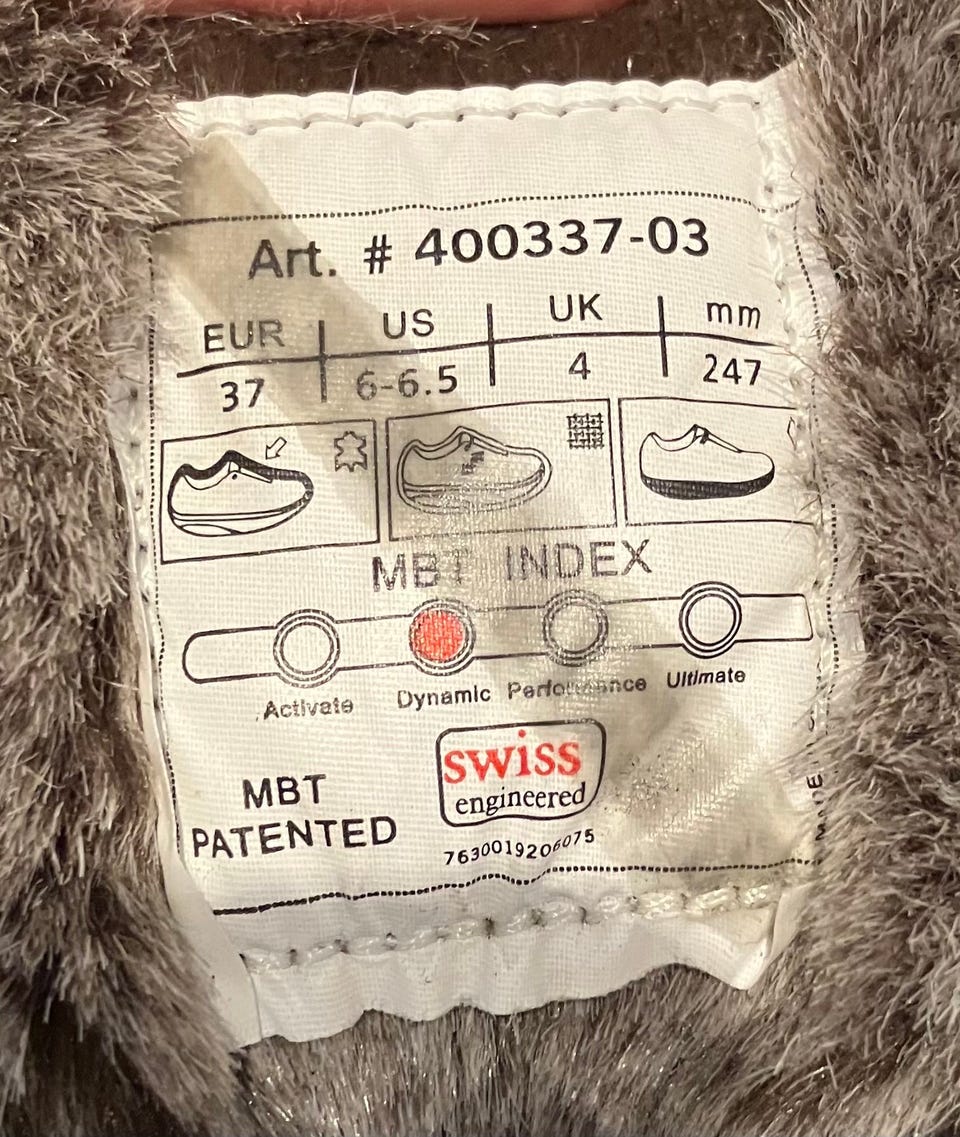 Art. # 400337-03
EUR US UK mm
37 6-6.5 4 247
MBT INDEX
Activate Dynamic Performance Ultimate
swiss
engineered
MBT
PATENTED
7630019206075
MADE